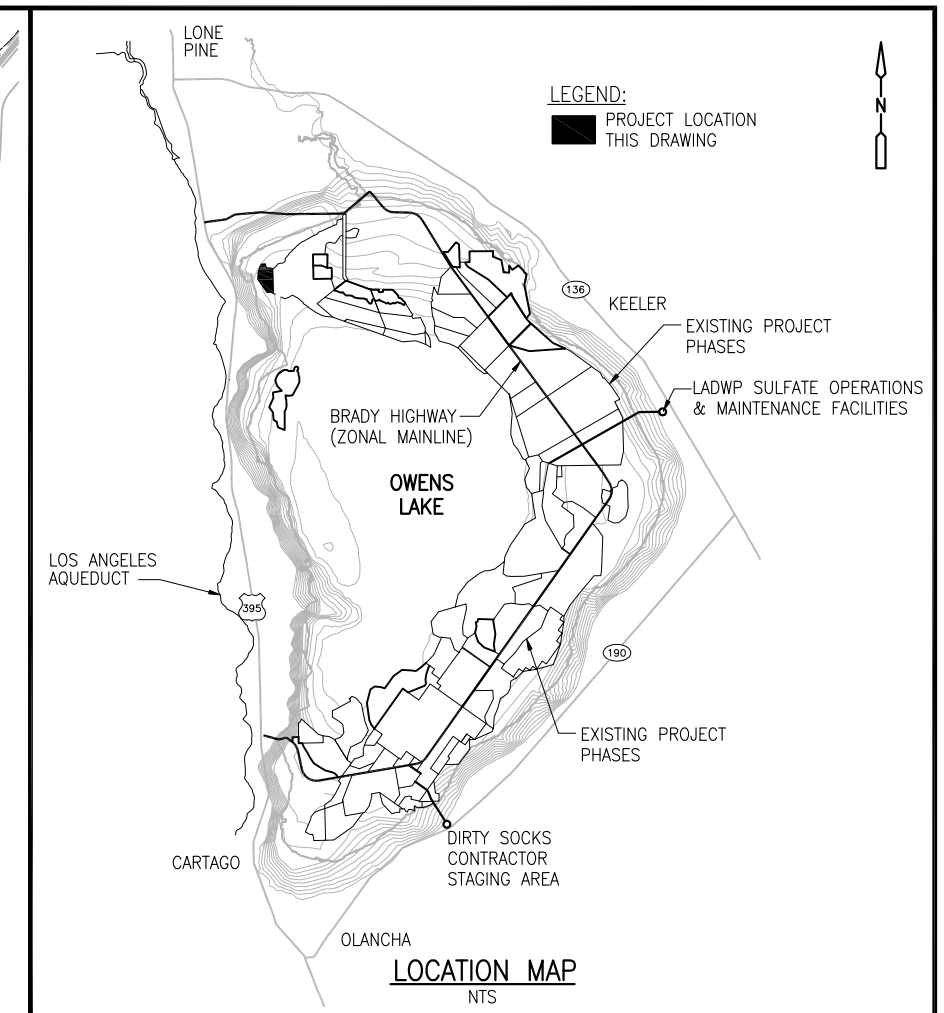 LONE
PINE
LEGEND:
PROJECT LOCATION
THIS DRAWING
N
136
KEELER
EXISTING PROJECT
PHASES
LADWP SULFATE OPERATIONS
& MAINTENANCE FACILITIES
BRADY HIGHWAY
(ZONAL MAINLINE)
OWENS
LAKE
LOS ANGELES
AQUEDUCT
395
190
EXISTING PROJECT
PHASES
DIRTY SOCKS
CONTRACTOR
STAGING AREA
CARTAGO
OLANCHA
LOCATION MAP
NTS